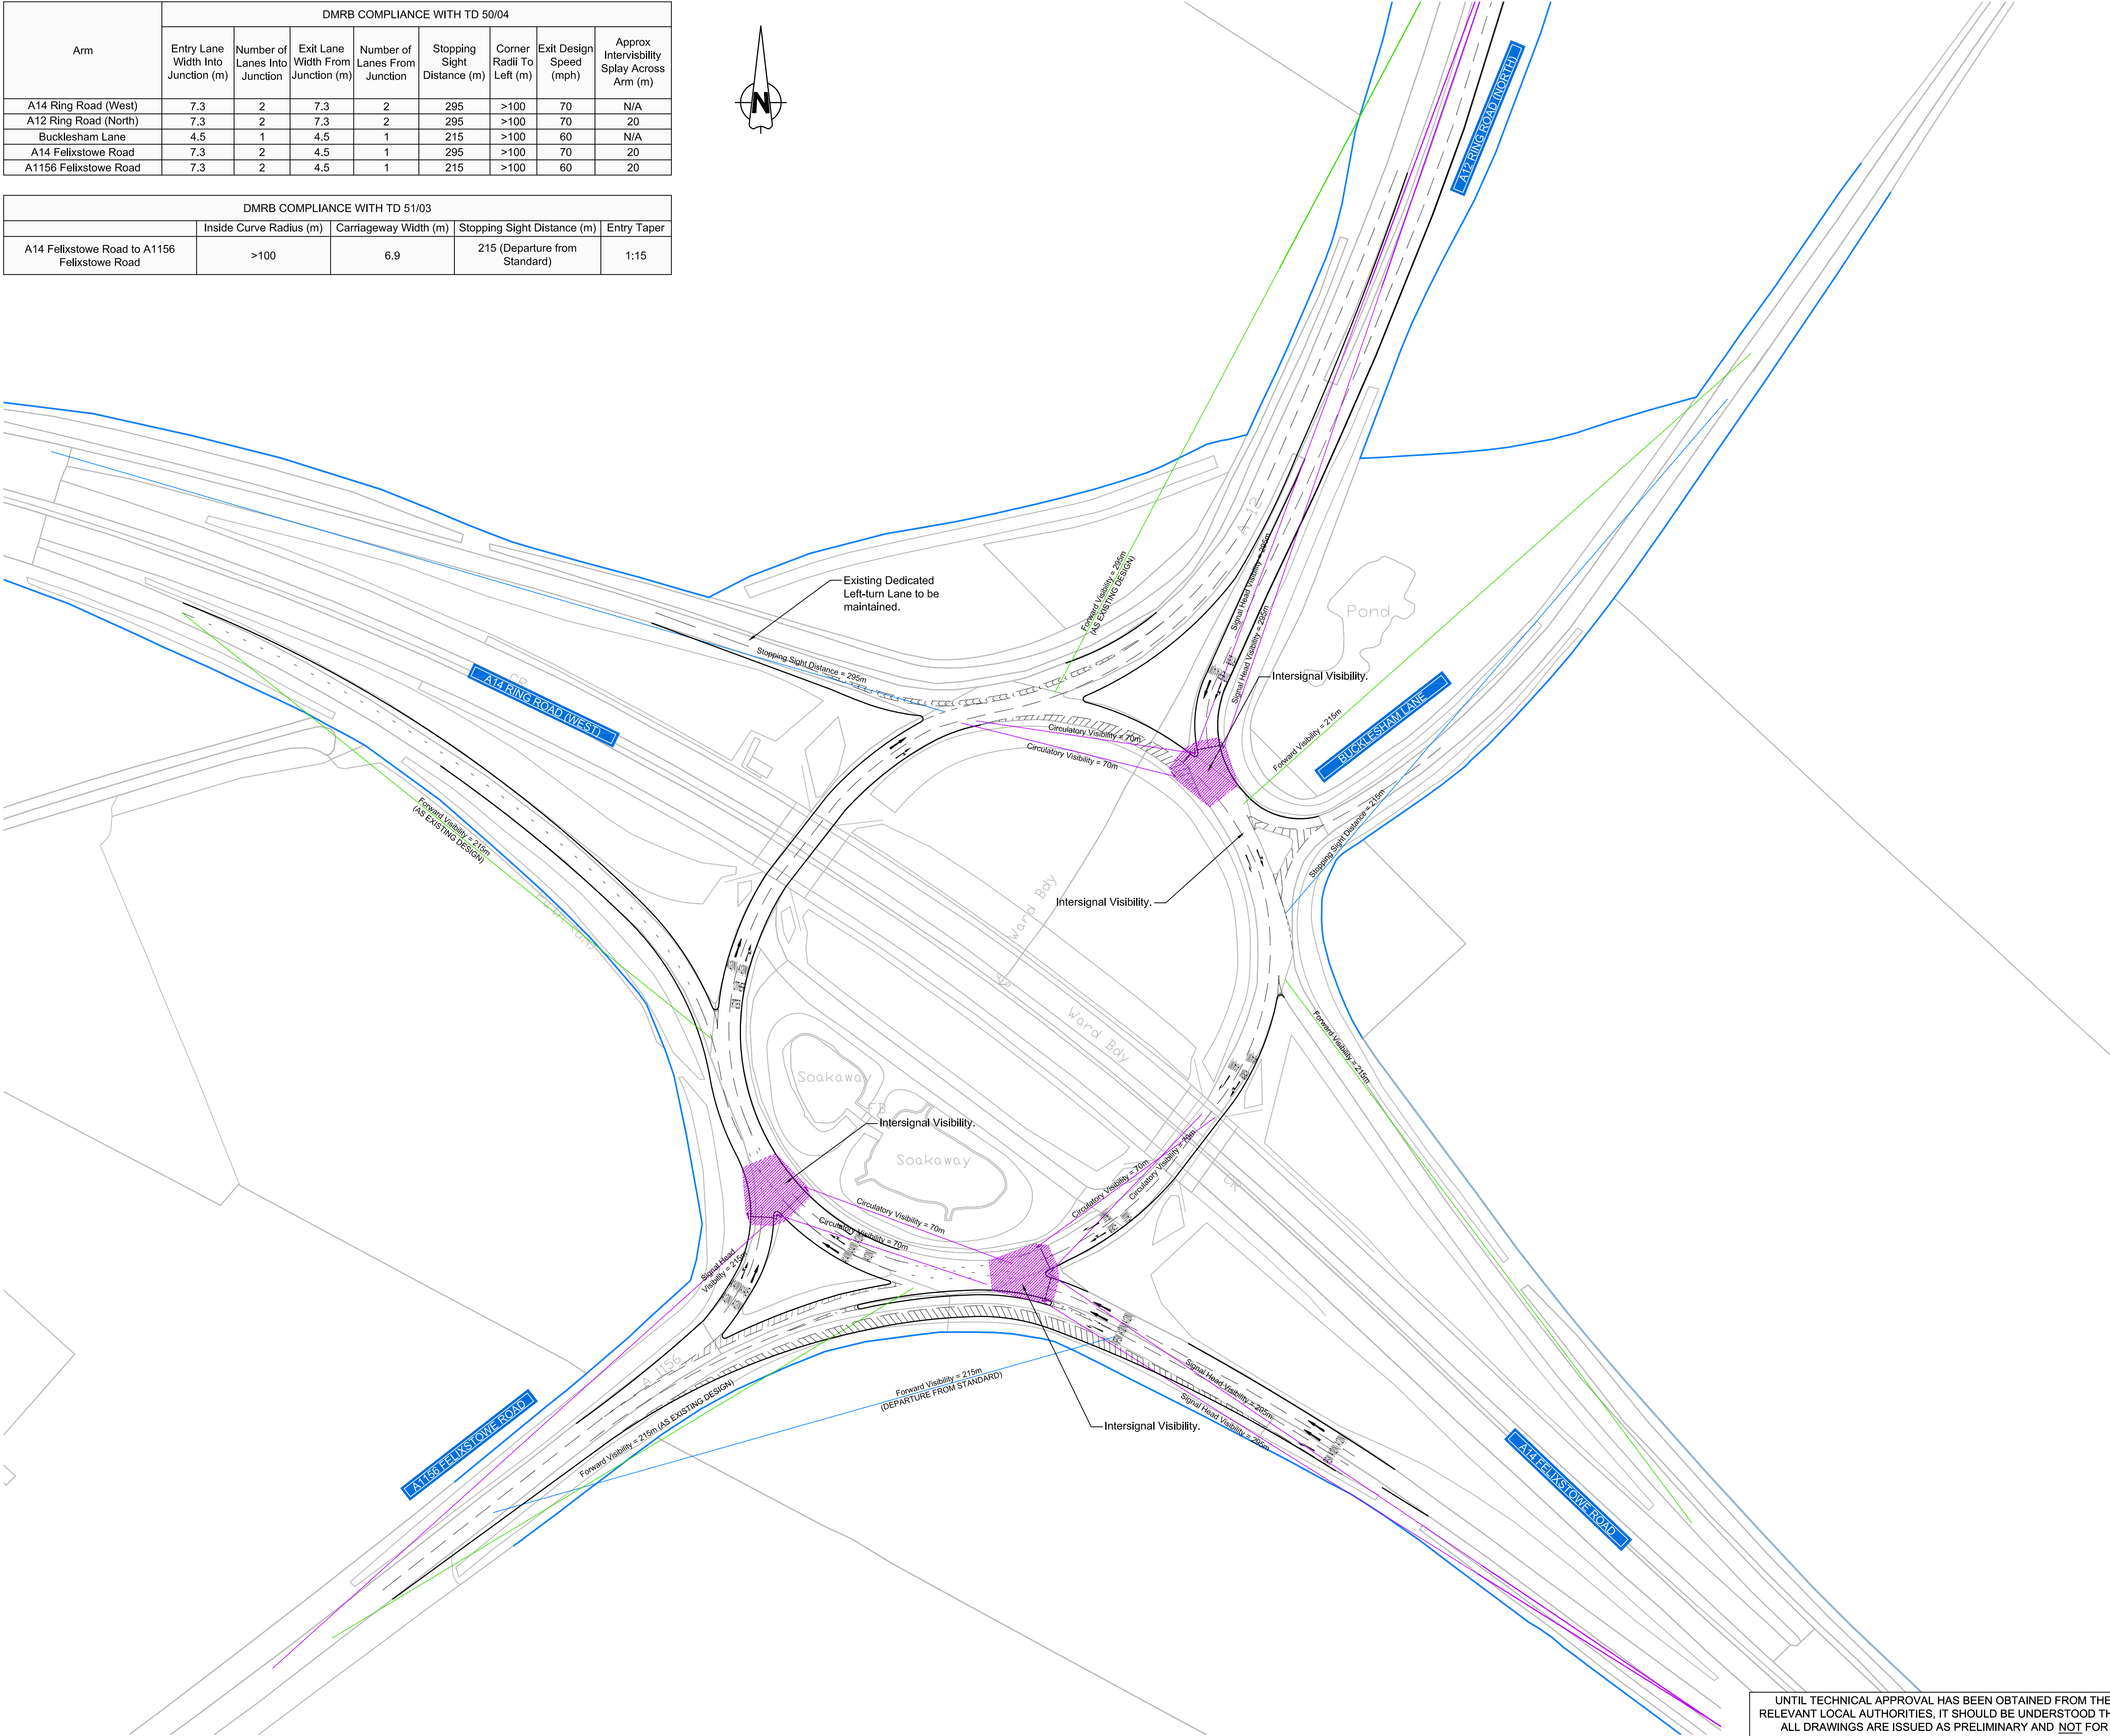 DMRB COMPLIANCE WITH TD 50/04
Arm
Entry Lane Width Into Junction (m)
Number of Lanes Into Junction
Exit Lane Width From Junction (m)
Number of Lanes From Junction
Stopping Sight Distance (m)
Corner Radii To Left (m)
Exit Design Speed (mph)
Approx Intervisbility Splay Across Arm (m)
A14 Ring Road (West) 7.3 2 7.3 2 295 >100 70 N/A
A12 Ring Road (North) 7.3 2 7.3 2 295 >100 70 20
Bucklesham Lane 4.5 1 4.5 1 215 >100 60 N/A
A14 Felixstowe Road 7.3 2 4.5 1 295 >100 70 20
A1156 Felixstowe Road 7.3 2 4.5 1 215 >100 60 20
DMRB COMPLIANCE WITH TD 51/03
Inside Curve Radius (m) Carriageway Width (m) Stopping Sight Distance (m) Entry Taper
A14 Felixstowe Road to A1156 Felixstowe Road >100 6.9 215 (Departure from Standard) 1:15
N
A12 RING ROAD (NORTH)
A 12
Existing Dedicated
Left-turn Lane to be
maintained.
Forward Visibility = 295m
(AS EXISTING DESIGN)
Signal Head Visibility = 295m
Signal Head Visibility = 295m
Pond
Stopping Sight Distance = 295m
A14 RING ROAD (WEST)
CR
Intersignal Visibility.
BUCKLESHAM LANE
Forward Visibility = 215m
Circulatory Visibility = 70m
Circulatory Visibility = 70m
Stopping Sight Distance = 215m
Forward Visibility = 215m
(AS EXISTING DESIGN)
Intersignal Visibility.
Ward Bdy
Ward Bdy
Forward Visibility = 215m
Soakaway
FB
Intersignal Visibility.
Soakaway
CR
Circulatory Visibility = 70m
Circulatory Visibility = 70m
Circulatory Visibility = 70m
Circulatory Visibility = 70m
Signal Head
Visibility = 215m
A 1156
Signal Head Visibility = 295m
Signal Head Visibility = 295m
Forward Visibility = 215m
(DEPARTURE FROM STANDARD)
Forward Visibility = 215m (AS EXISTING DESIGN)
Intersignal Visibility.
A1156 FELIXSTOWE ROAD
A14 FELIXSTOWE ROAD
UNTIL TECHNICAL APPROVAL HAS BEEN OBTAINED FROM THE
RELEVANT LOCAL AUTHORITIES, IT SHOULD BE UNDERSTOOD TH
ALL DRAWINGS ARE ISSUED AS PRELIMINARY AND NOT FOR